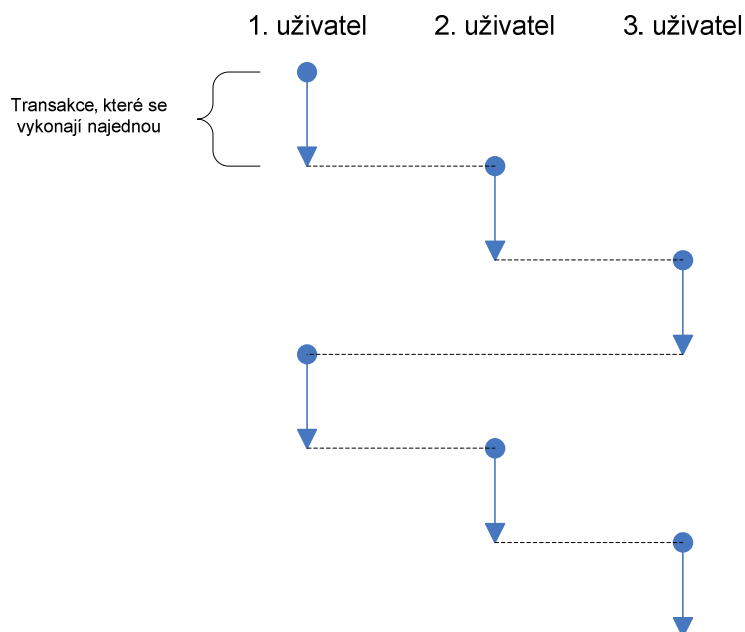 1. uživatel 2. uživatel 3. uživatel
Transakce, které se
vykonají najednou